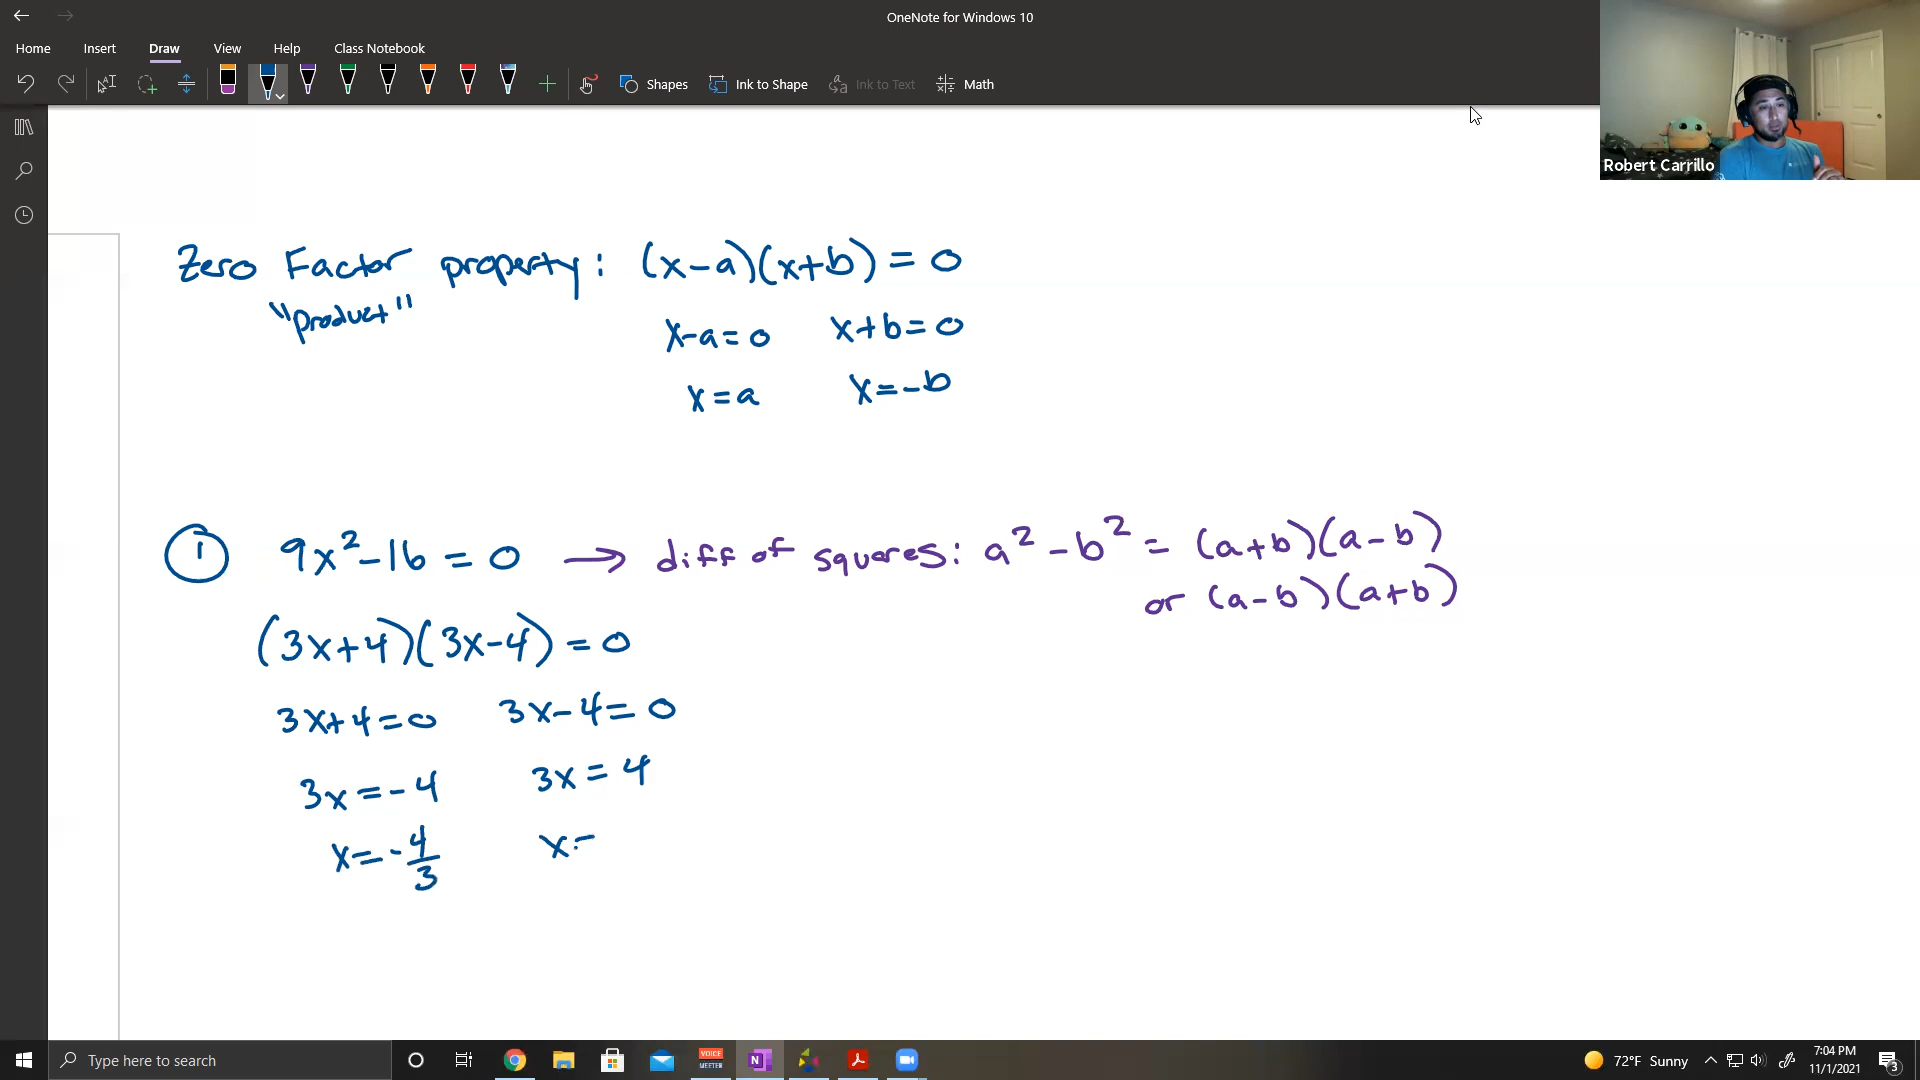 OneNote for Windows 10
Home Insert Draw View Help Class Notebook
Shapes Ink to Shape Ink to Text Math
Robert Carrillo
Zero Factor property: (x-a)(x+b) = 0
"product"
x-a=0 x+b=0
x=a x=-b
1 9x²-16 = 0 → diff of squares: a² - b² = (a+b)(a-b)
or (a-b)(a+b)
(3x+4)(3x-4) = 0
3x+4=0 3x-4=0
3x=-4 3x=4
x=-4/3 x=
Type here to search
VOICE
MEETER
N
72°F Sunny
7:04 PM
11/1/2021
3